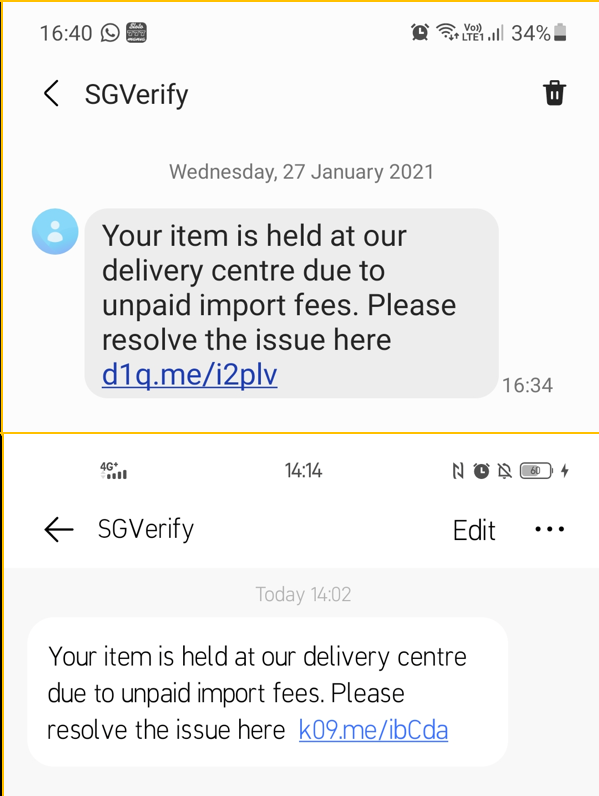 16:40 34%
SGVerify
Wednesday, 27 January 2021
Your item is held at our
delivery centre due to
unpaid import fees. Please
resolve the issue here
d1q.me/i2plv
16:34
4G+ 14:14 60
SGVerify Edit
Today 14:02
Your item is held at our delivery centre
due to unpaid import fees. Please
resolve the issue here k09.me/ibCda